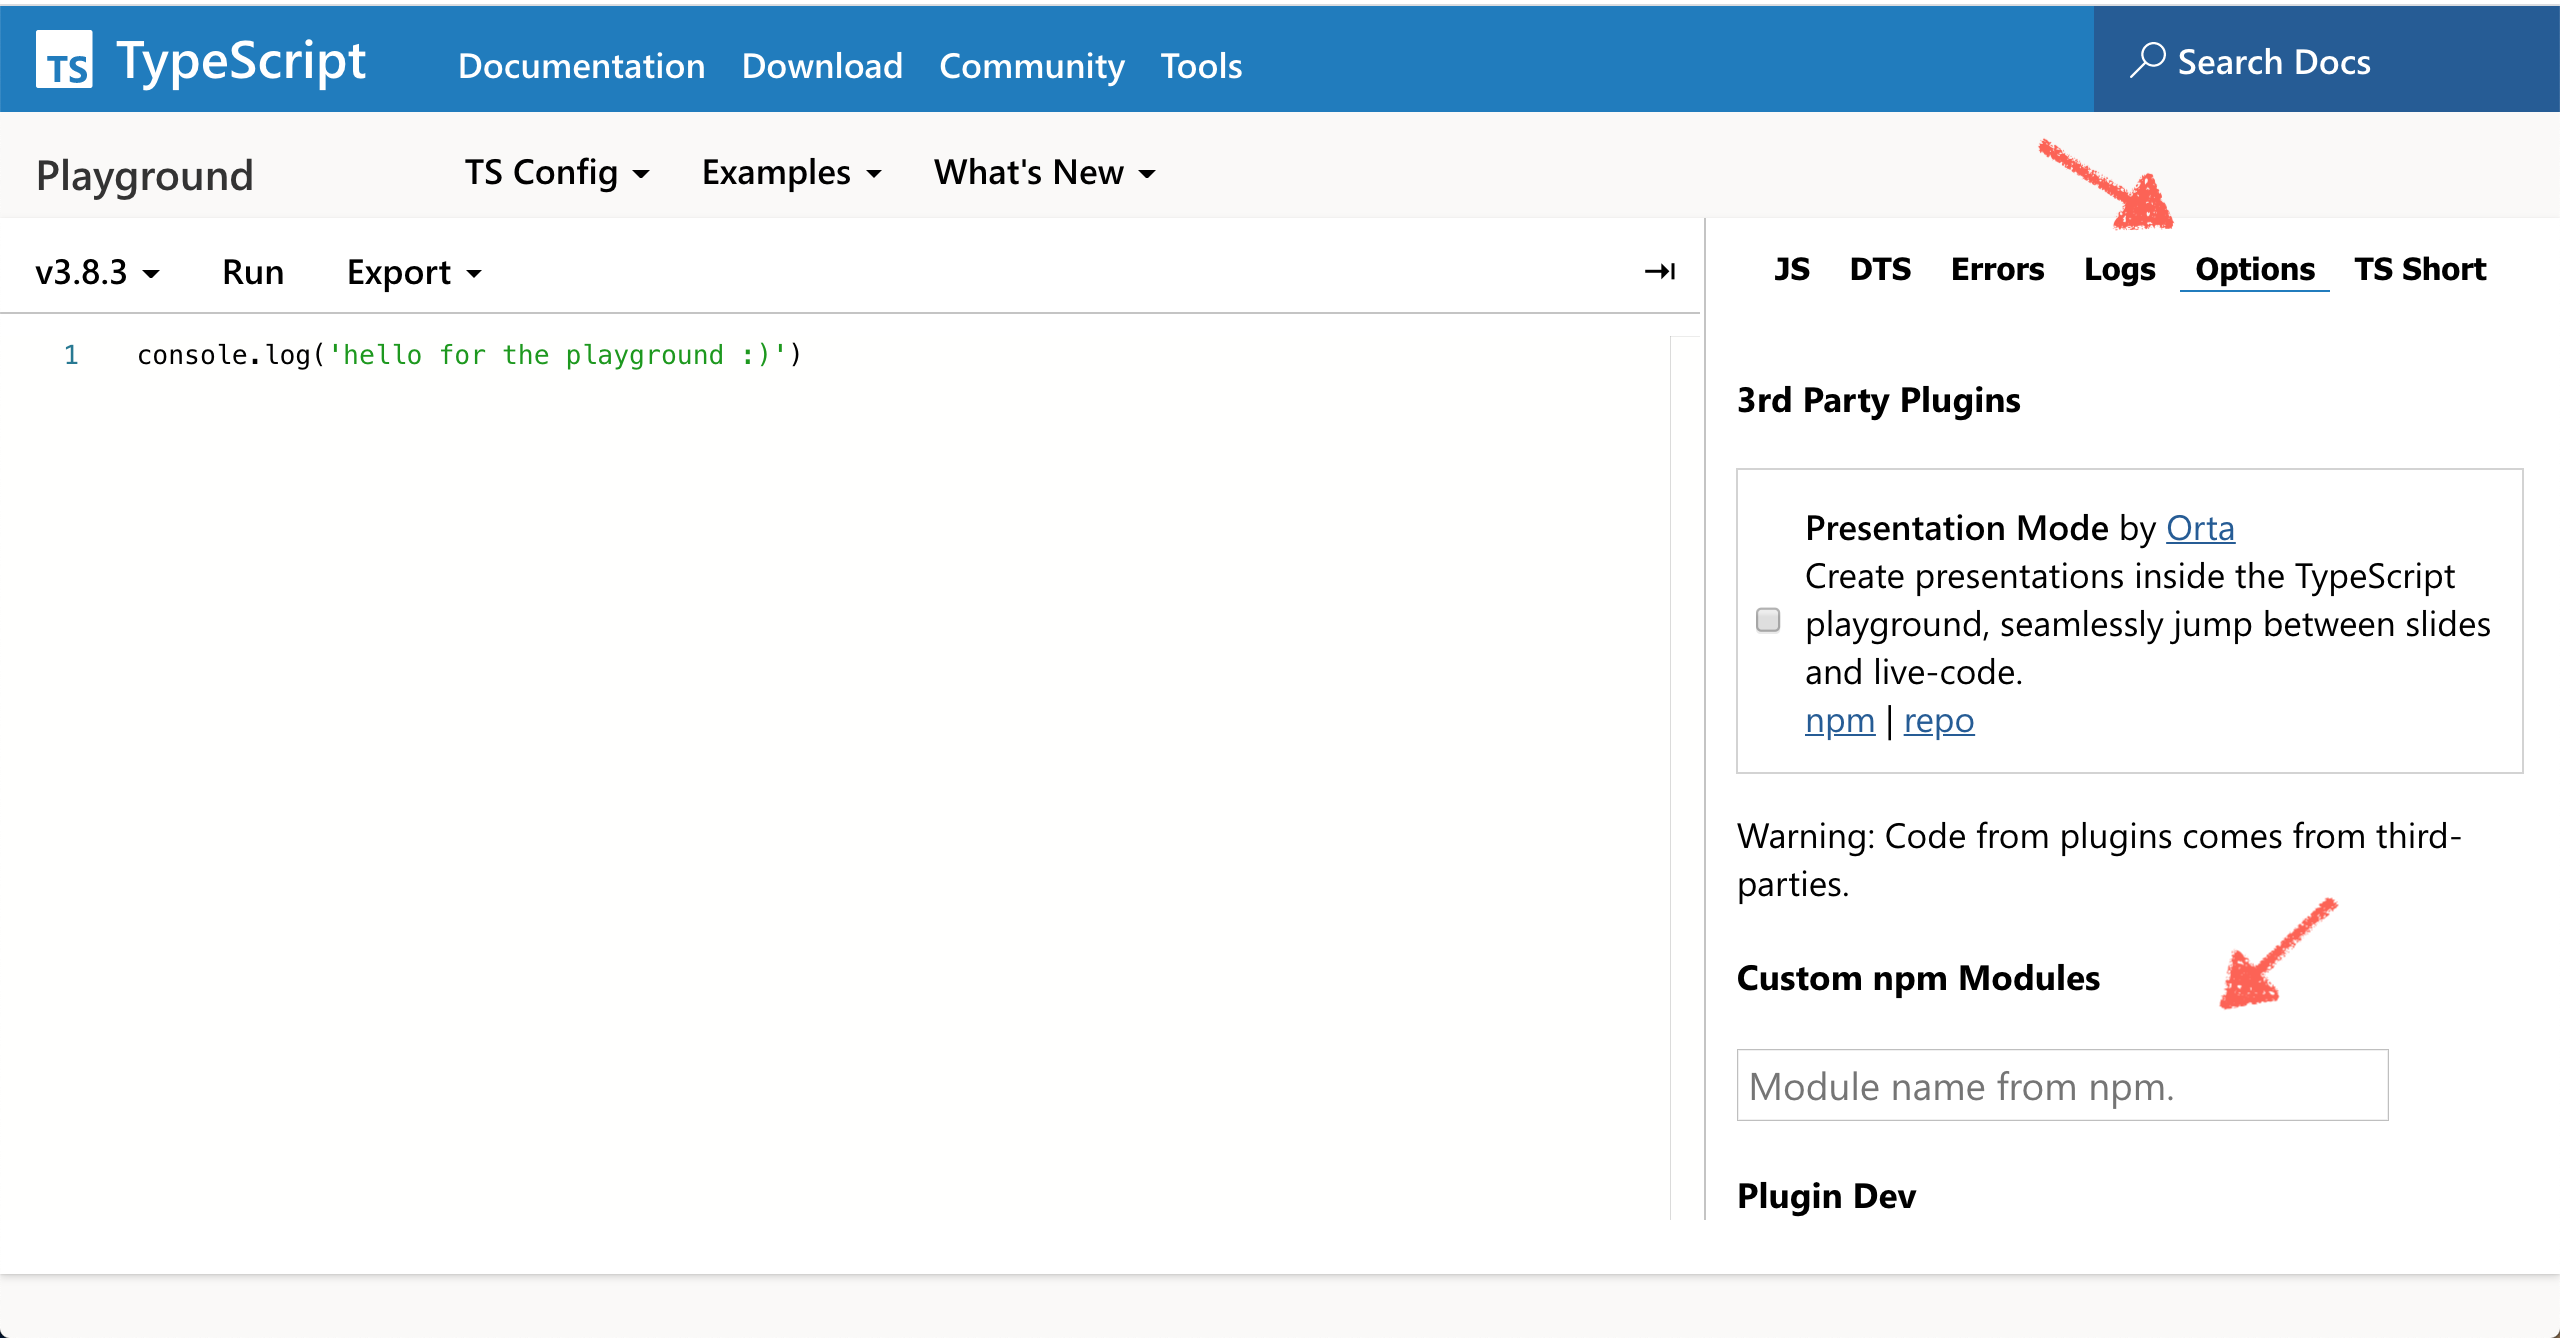 TS TypeScript Documentation Download Community Tools Search Docs
Playground TS Config Examples What's New
v3.8.3 Run Export JS DTS Errors Logs Options TS Short
1 console.log('hello for the playground :)')
3rd Party Plugins
Presentation Mode by Orta
Create presentations inside the TypeScript
playground, seamlessly jump between slides
and live-code.
npm | repo
Warning: Code from plugins comes from third-
parties.
Custom npm Modules
Module name from npm.
Plugin Dev